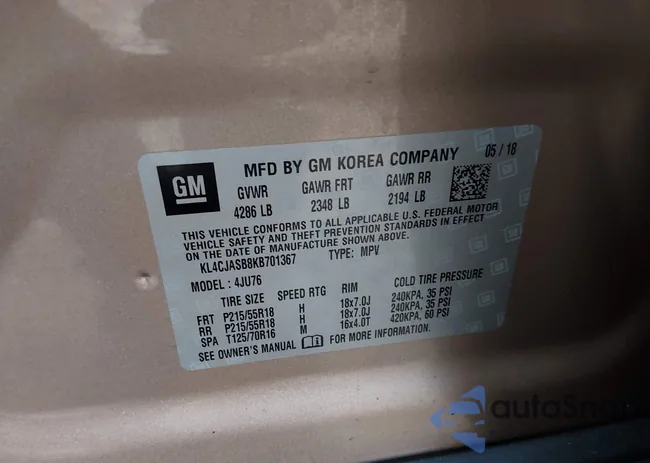 GM
MFD BY GM KOREA COMPANY 05/18
GVWR GAWR FRT GAWR RR
4286 LB 2348 LB 2194 LB
THIS VEHICLE CONFORMS TO ALL APPLICABLE U.S. FEDERAL MOTOR
VEHICLE SAFETY AND THEFT PREVENTION STANDARDS IN EFFECT
ON THE DATE OF MANUFACTURE SHOWN ABOVE.
KL4CJASB8KB701367 TYPE: MPV
MODEL: 4JU76
TIRE SIZE SPEED RTG RIM COLD TIRE PRESSURE
FRT P215/55R18 H 18x7.0J 240KPA, 35 PSI
RR P215/55R18 H 18x7.0J 240KPA, 35 PSI
SPA T125/70R16 M 16x4.0T 420KPA, 60 PSI
SEE OWNER'S MANUAL FOR MORE INFORMATION.
autoSnap